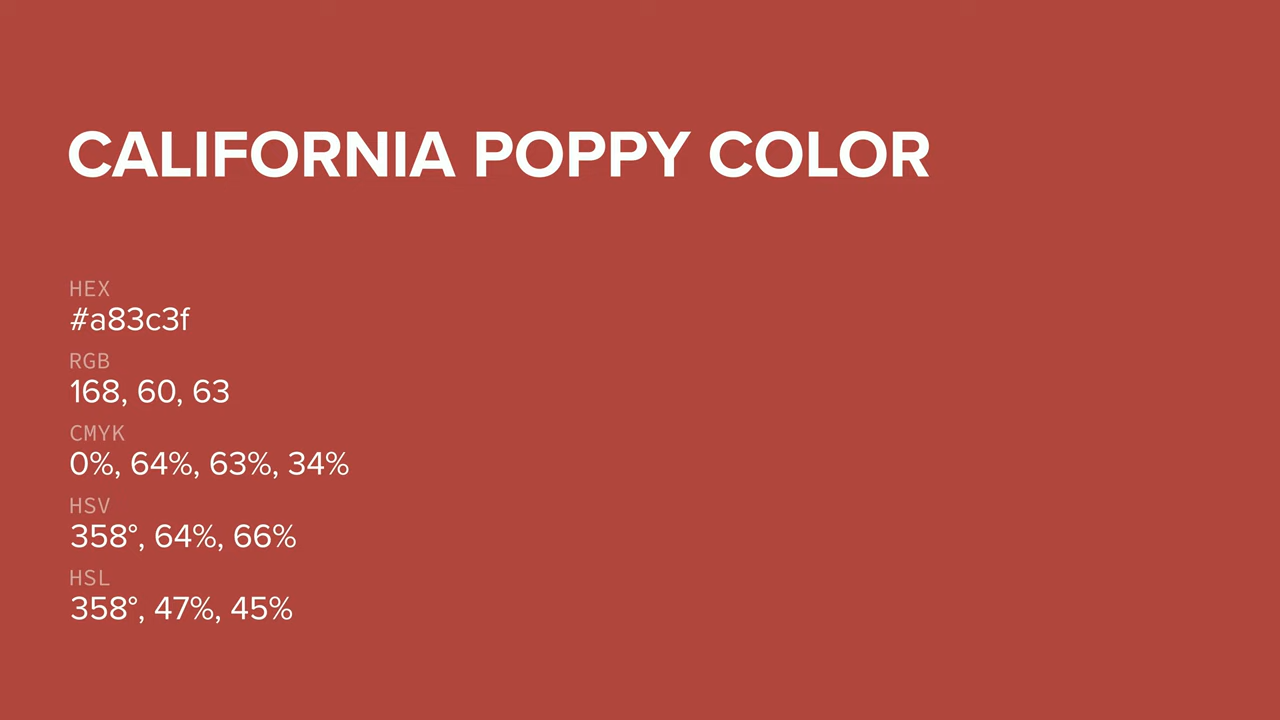 CALIFORNIA POPPY COLOR
HEX
#a83c3f
RGB
168, 60, 63
CMYK
0%, 64%, 63%, 34%
HSV
358°, 64%, 66%
HSL
358°, 47%, 45%